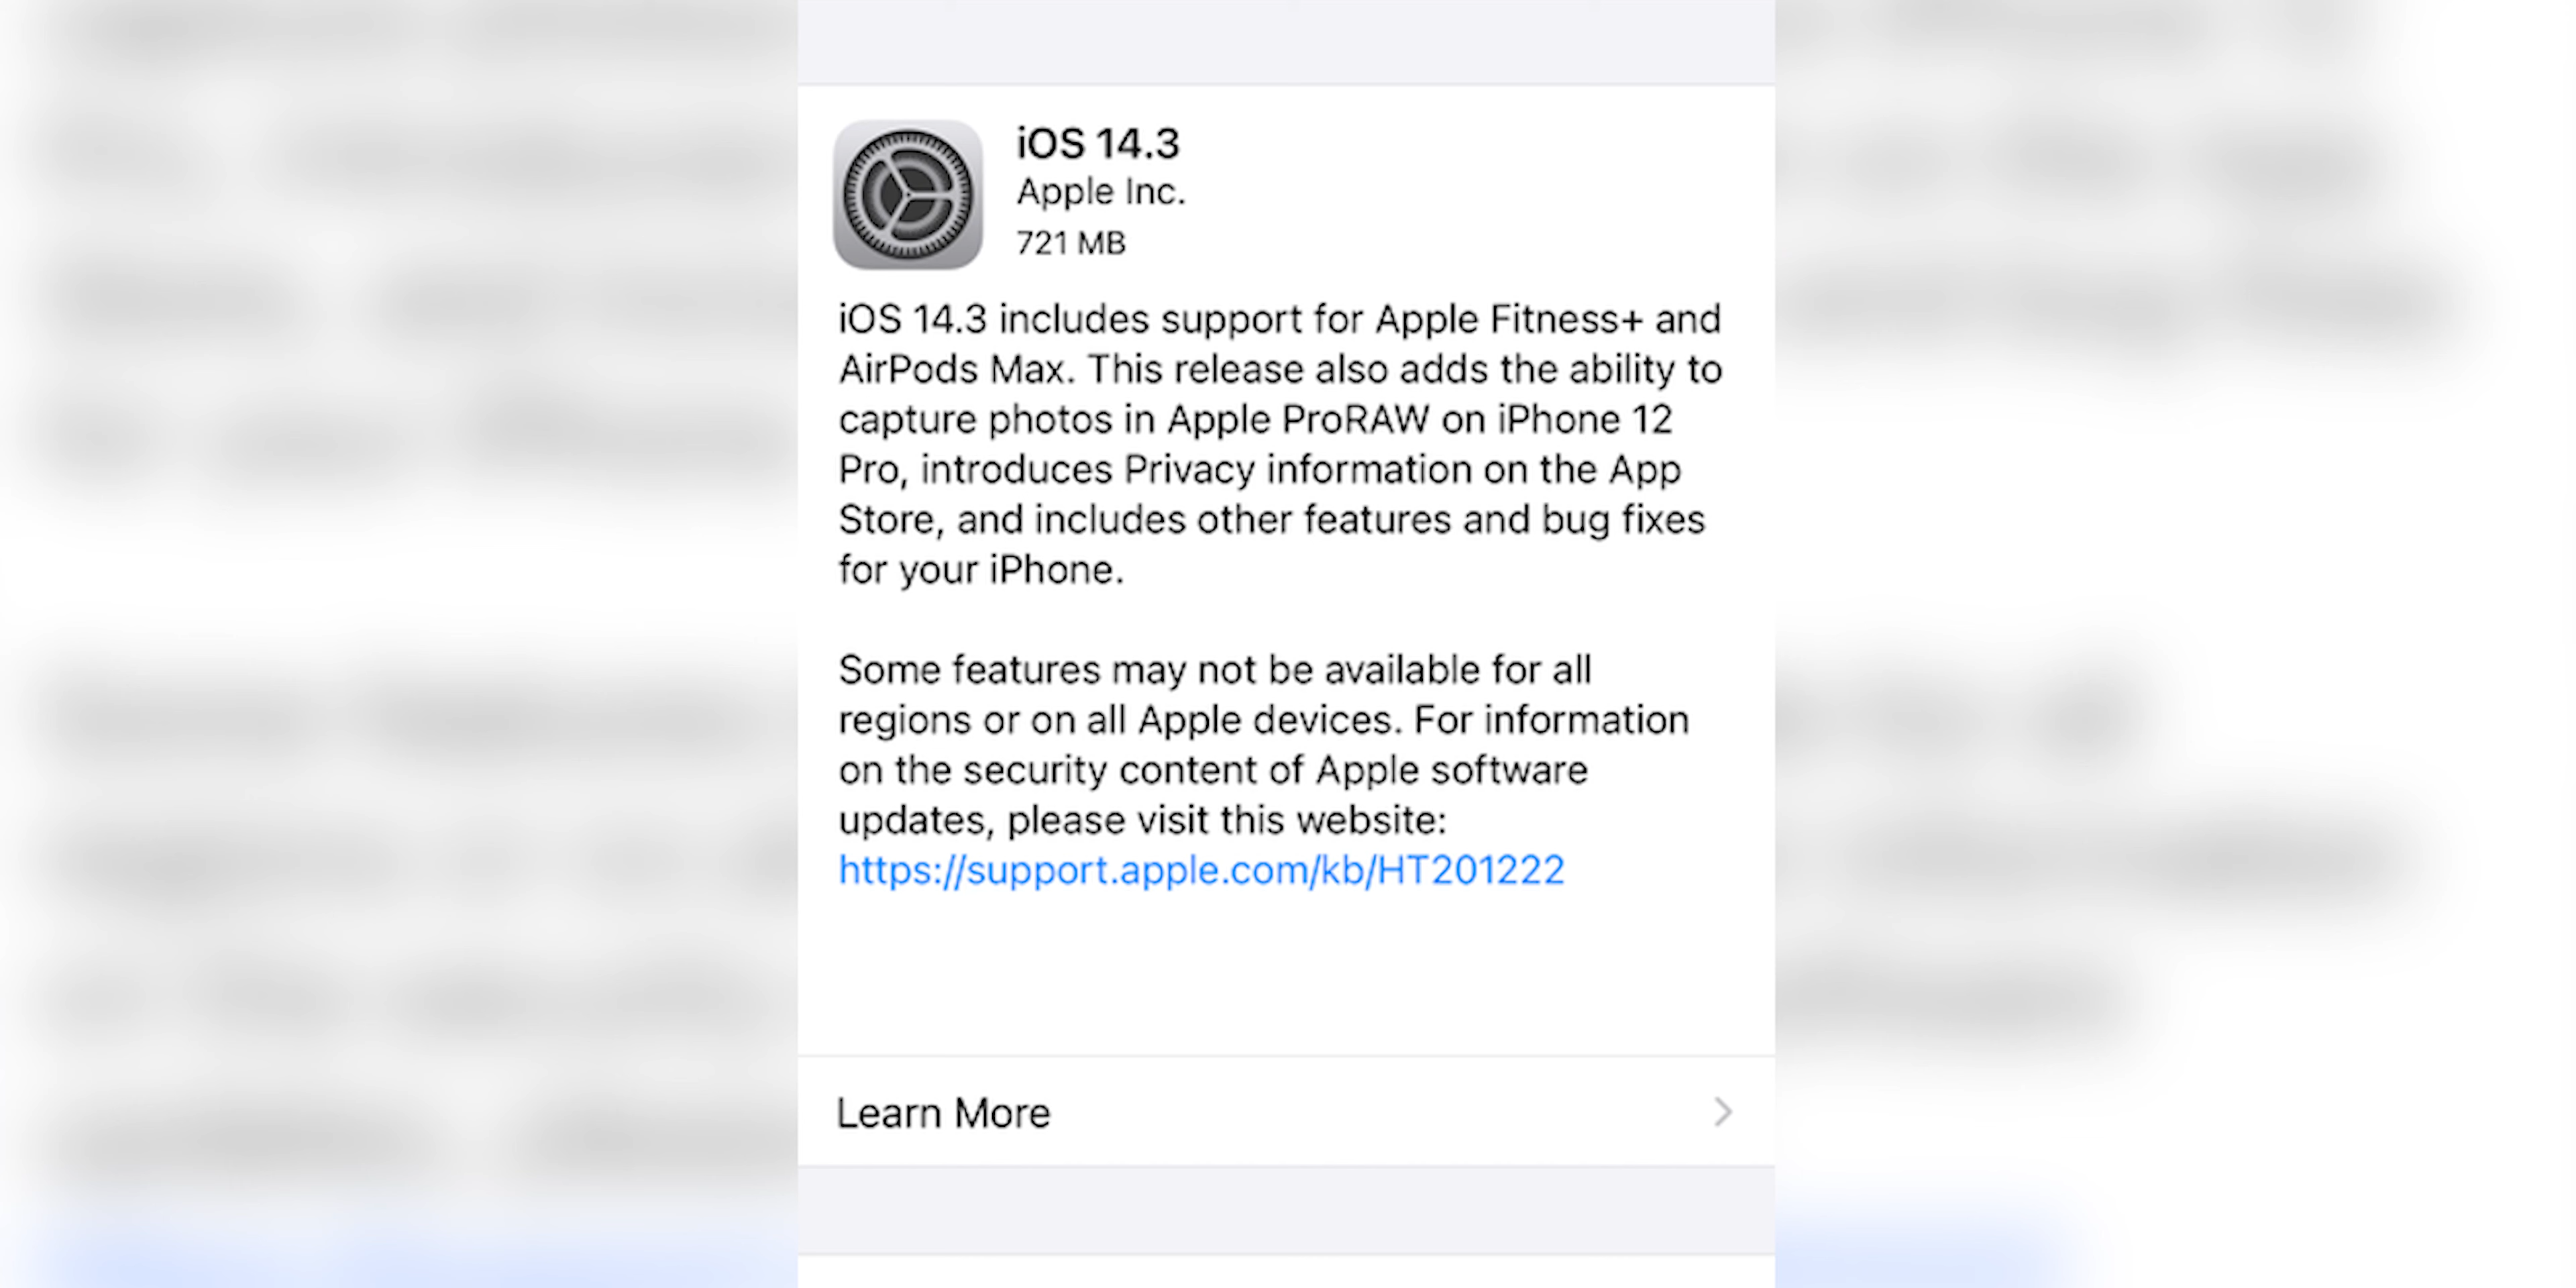 iOS 14.3
Apple Inc.
721 MB
iOS 14.3 includes support for Apple Fitness+ and
AirPods Max. This release also adds the ability to
capture photos in Apple ProRAW on iPhone 12
Pro, introduces Privacy information on the App
Store, and includes other features and bug fixes
for your iPhone.
Some features may not be available for all
regions or on all Apple devices. For information
on the security content of Apple software
updates, please visit this website:
https://support.apple.com/kb/HT201222
Learn More